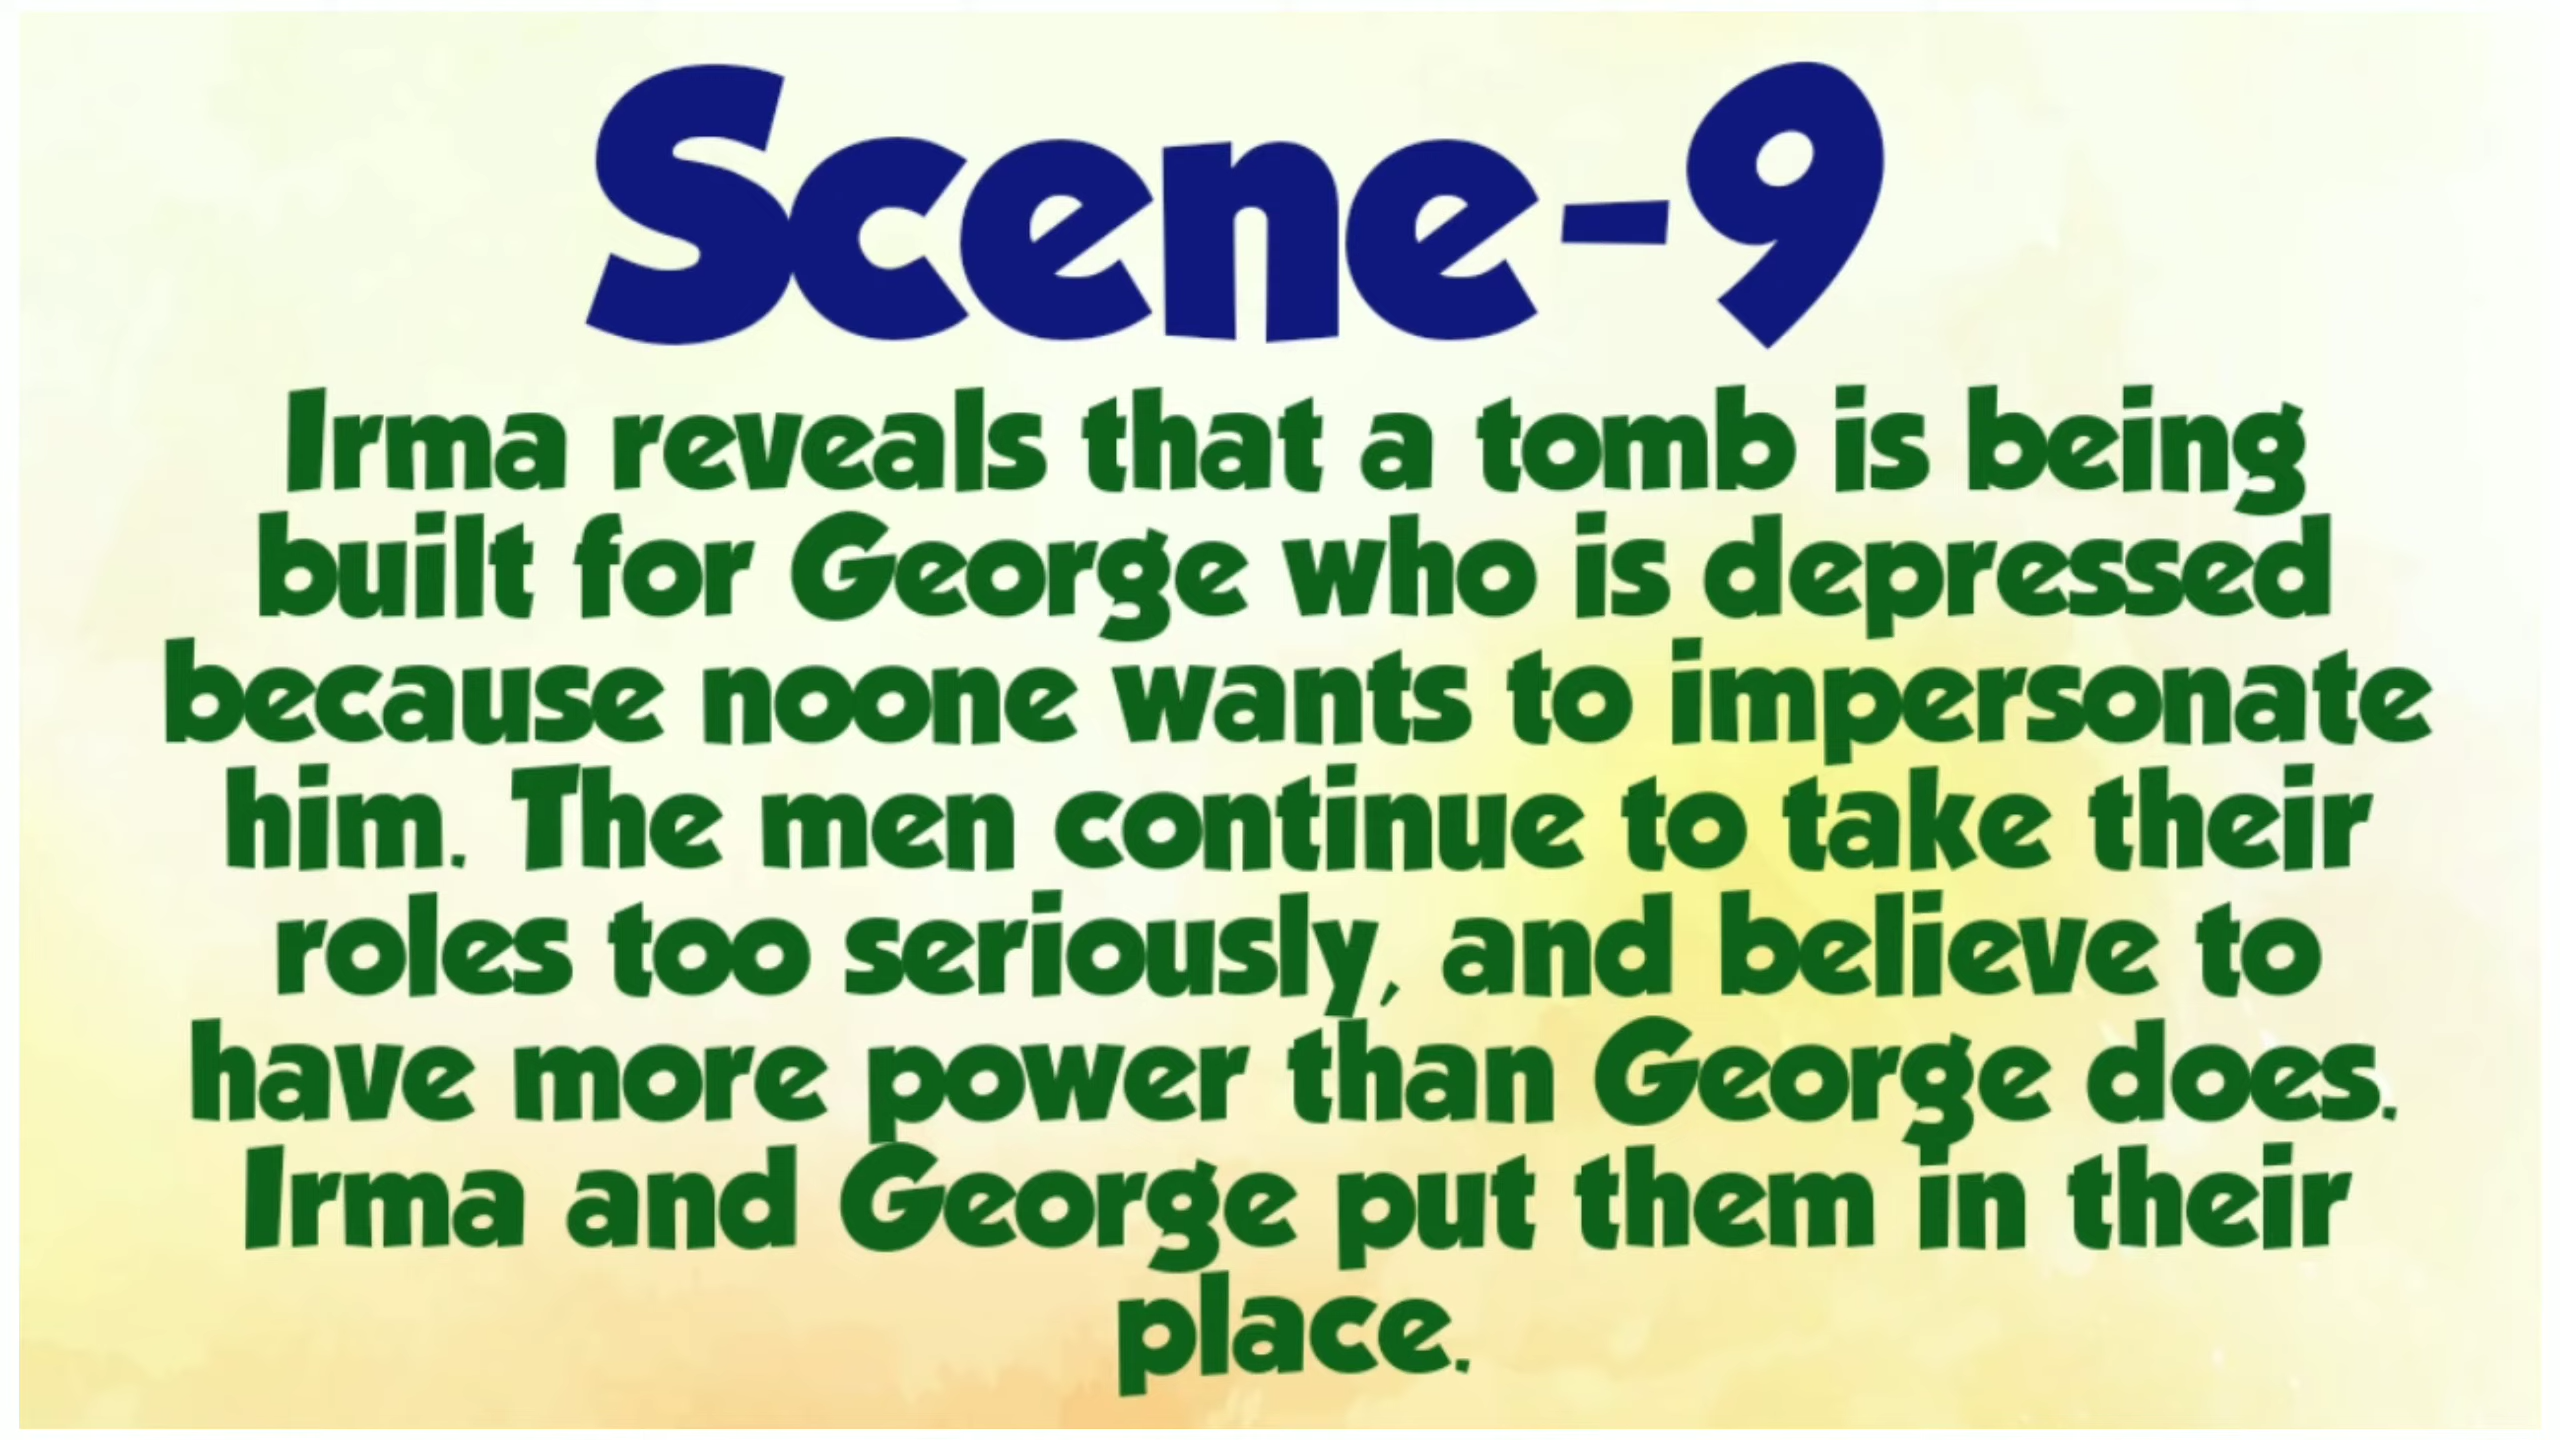 Scene-9
Irma reveals that a tomb is being
built for George who is depressed
because noone wants to impersonate
him. The men continue to take their
roles too seriously, and believe to
have more power than George does.
Irma and George put them in their
place.